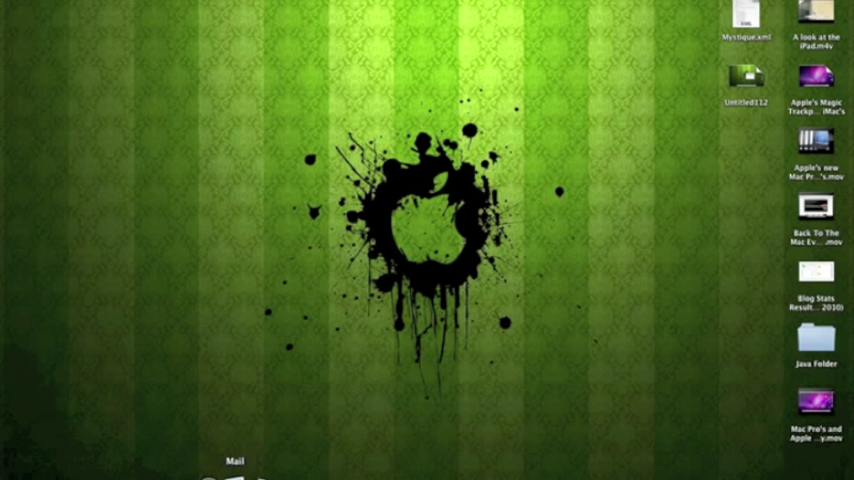 Mystique.xml
A look at the
iPad.m4v
Untitled112
Apple's Magic
Trackp... iMac's
Apple's new
Mac Pr...'s.mov
Back To The
Mac Ev... .mov
Blog Stats
Result... 2010)
Java Folder
Mac Pro's and
Apple ...y.mov
Mail